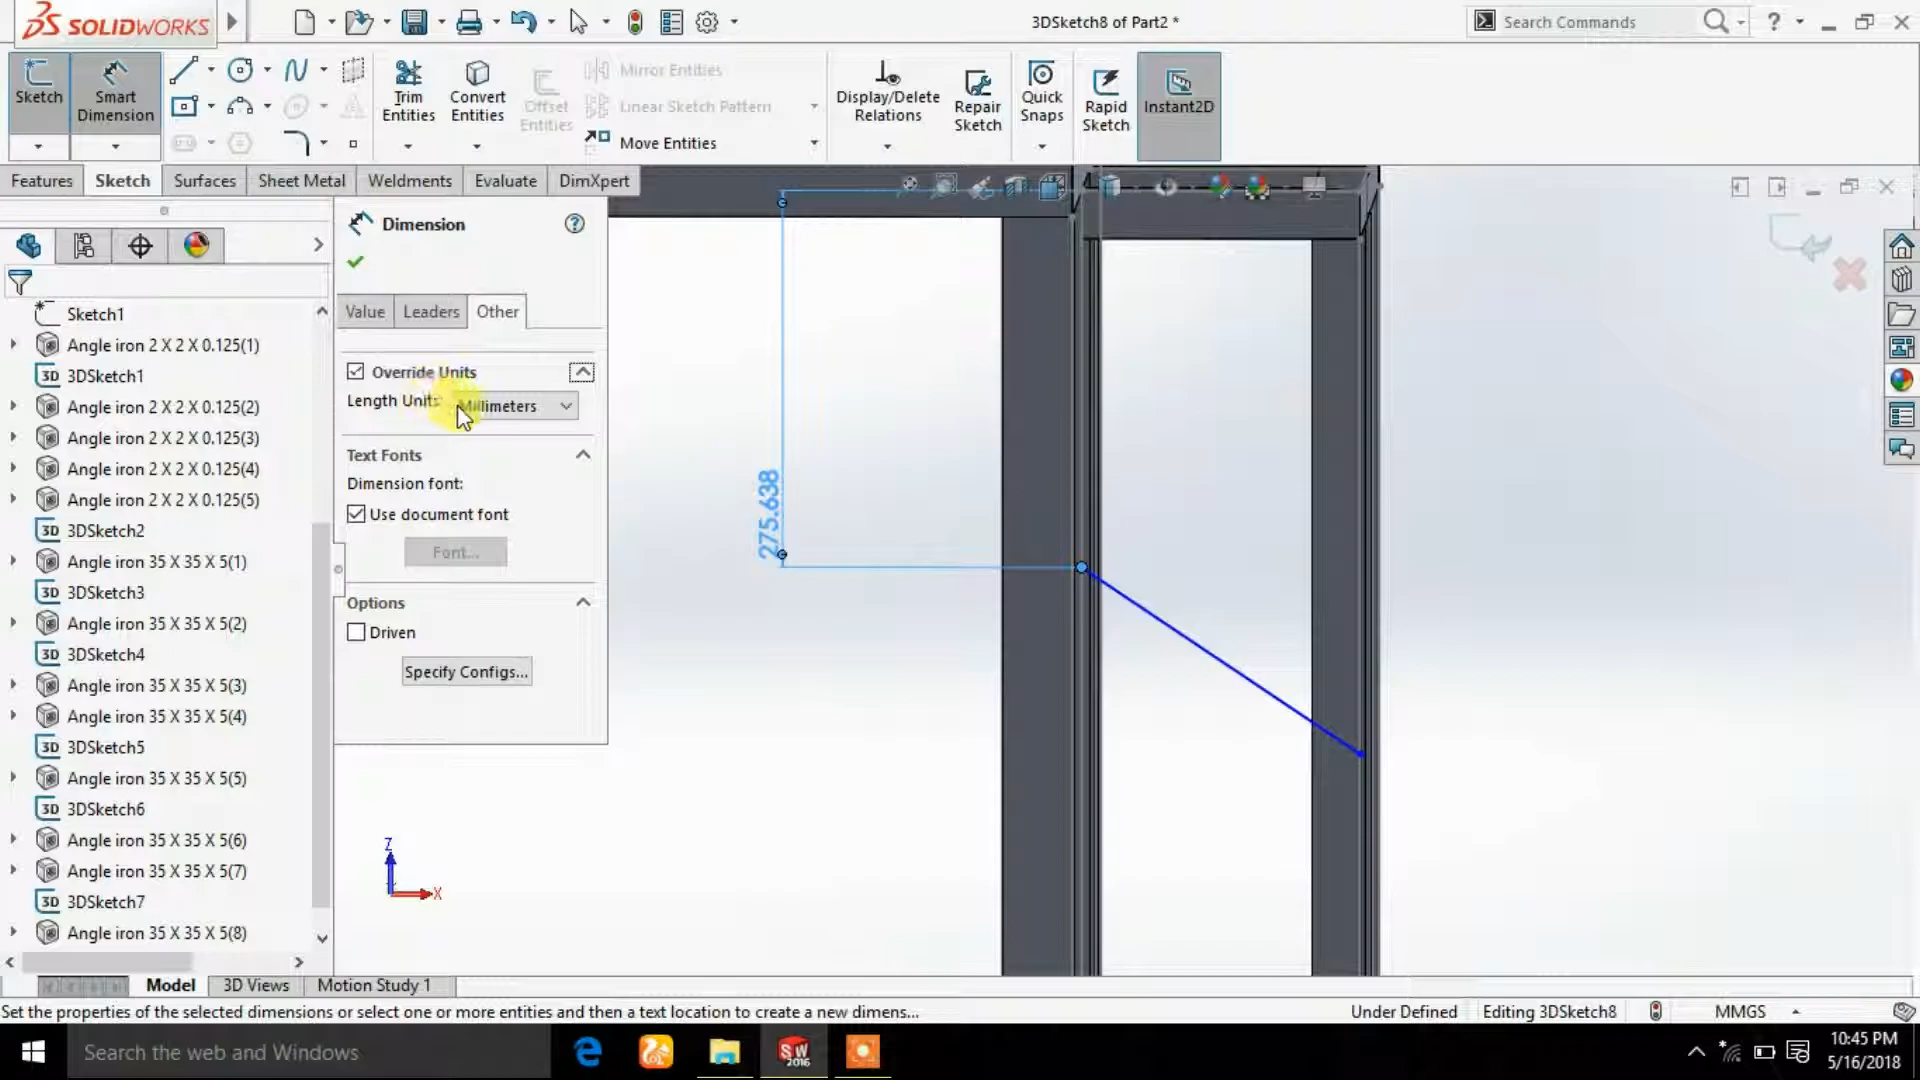 SOLIDWORKS
3DSketch8 of Part2 *
Search Commands
?
Sketch
Smart Dimension
Trim Entities
Convert Entities
Offset Entities
Mirror Entities
Linear Sketch Pattern
Move Entities
Display/Delete Relations
Repair Sketch
Quick Snaps
Rapid Sketch
Instant2D
Features
Sketch
Surfaces
Sheet Metal
Weldments
Evaluate
DimXpert
Dimension
Value
Leaders
Other
Override Units
Length Unit:
Millimeters
Text Fonts
Dimension font:
Use document font
Font...
Options
Driven
Specify Configs...
Sketch1
Angle iron 2 X 2 X 0.125(1)
3D 3DSketch1
Angle iron 2 X 2 X 0.125(2)
Angle iron 2 X 2 X 0.125(3)
Angle iron 2 X 2 X 0.125(4)
Angle iron 2 X 2 X 0.125(5)
3D 3DSketch2
Angle iron 35 X 35 X 5(1)
3D 3DSketch3
Angle iron 35 X 35 X 5(2)
3D 3DSketch4
Angle iron 35 X 35 X 5(3)
Angle iron 35 X 35 X 5(4)
3D 3DSketch5
Angle iron 35 X 35 X 5(5)
3D 3DSketch6
Angle iron 35 X 35 X 5(6)
Angle iron 35 X 35 X 5(7)
3D 3DSketch7
Angle iron 35 X 35 X 5(8)
275.638
Z
X
Model
3D Views
Motion Study 1
Set the properties of the selected dimensions or select one or more entities and then a text location to create a new dimens...
Under Defined
Editing 3DSketch8
MMGS
Search the web and Windows
SW 2016
10:45 PM
5/16/2018